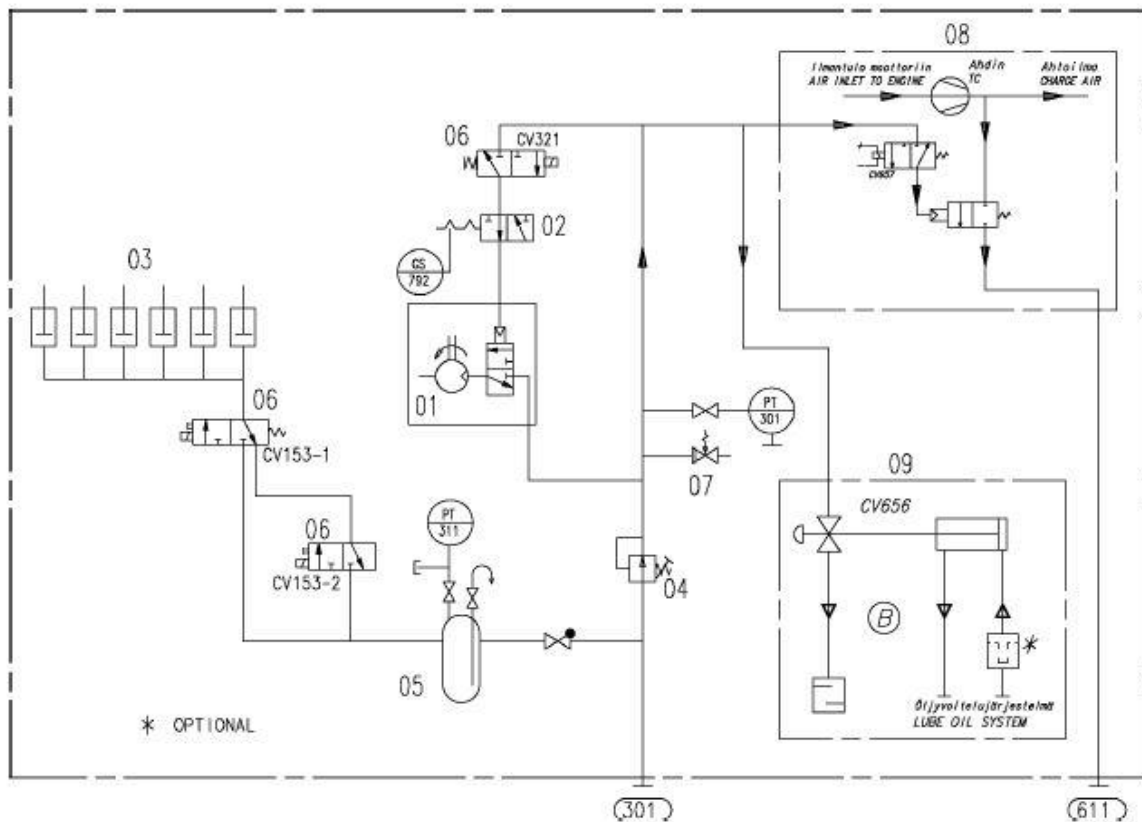 08
Ilmantulo moottoriin
AIR INLET TO ENGINE
Ahdin
TC
Ahtoilma
CHARGE AIR
06
CV321
CV657
02
GS
792
03
01
06
CV153-1
PT
301
07
09
CV656
PT
311
06
CV153-2
04
B
*
05
Öljyvoitelujärjestelmä
LUBE OIL SYSTEM
* OPTIONAL
301
611